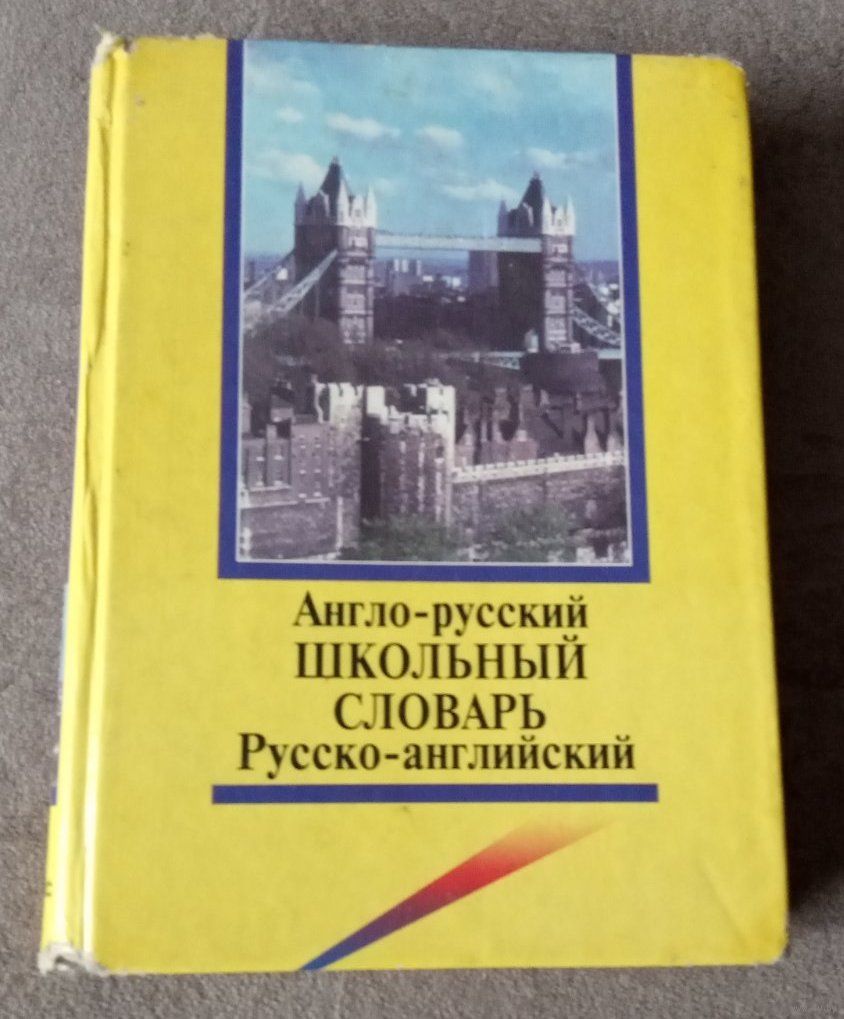 Англо-русский
ШКОЛЬНЫЙ
СЛОВАРЬ
Русско-английский